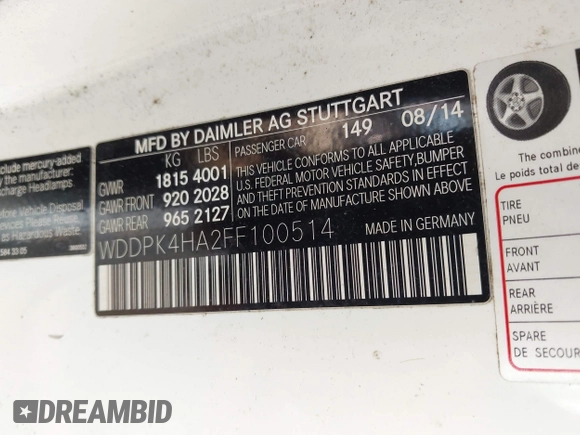 MFD BY DAIMLER AG STUTTGART
KG LBS PASSENGER CAR 149 08/14
GVWR 1815 4001
GAWR FRONT 920 2028
GAWR REAR 965 2127
THIS VEHICLE CONFORMS TO ALL APPLICABLE
U.S. FEDERAL MOTOR VEHICLE SAFETY, BUMPER
AND THEFT PREVENTION STANDARDS IN EFFECT
ON THE DATE OF MANUFACTURE SHOWN ABOVE
WDDPK4HA2FF100514 MADE IN GERMANY
include mercury-added
by the manufacturer:
Discharge Headlamps.
Vehicle Disposal
as Hazardous Waste.
The combine
Le poids total de
TIRE
PNEU
FRONT
AVANT
REAR
ARRIÈRE
SPARE
DE SECOUR
DREAMBID